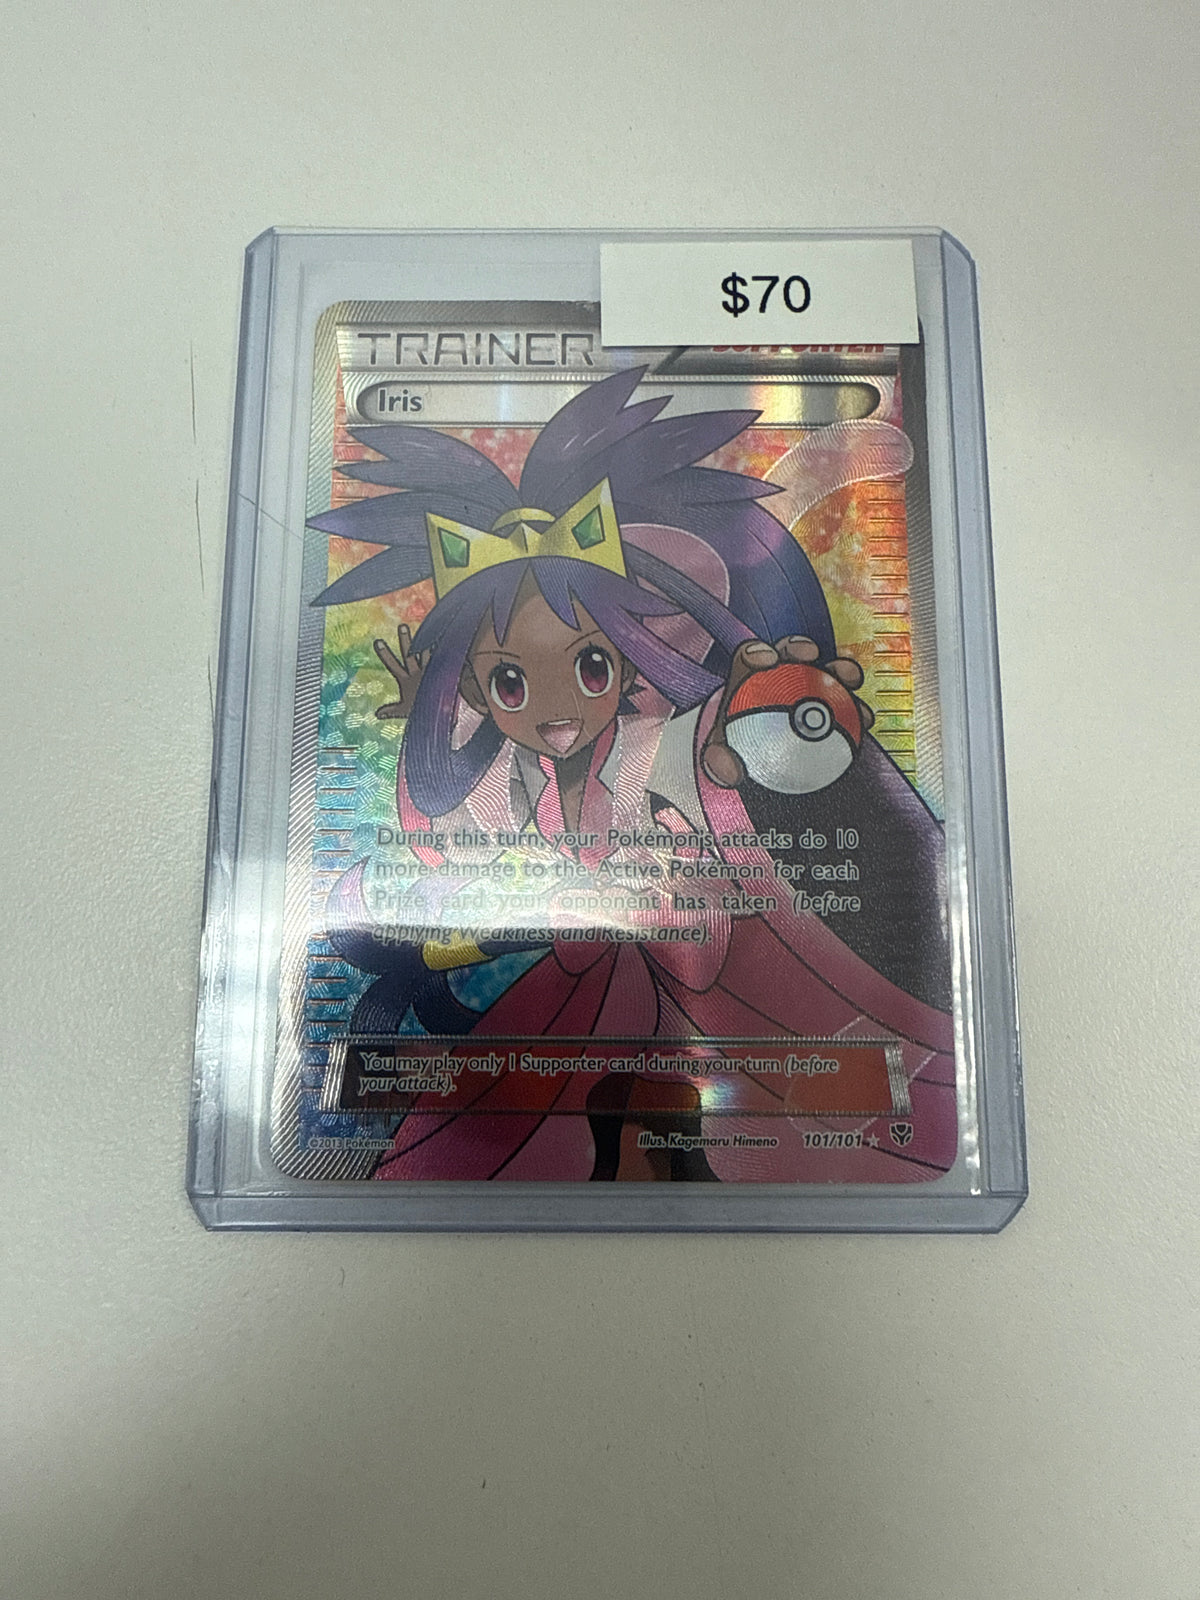 $70
TRAINER
SUPPORTER
Iris
During this turn, your Pokémon's attacks do 10
more damage to the Active Pokémon for each
Prize card your opponent has taken (before
applying Weakness and Resistance).
You may play only 1 Supporter card during your turn (before
your attack).
©2013 Pokémon
Illus. Kagemaru Himeno
101/101